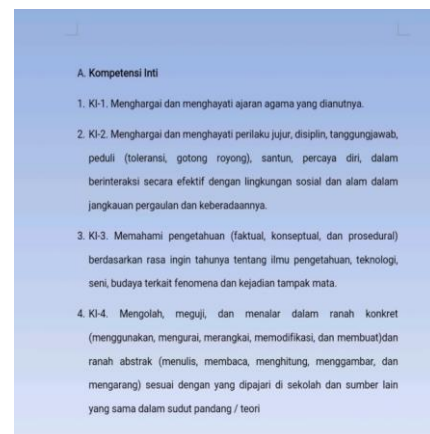 A. Kompetensi Inti
1. KI-1. Menghargai dan menghayati ajaran agama yang dianutnya.
2. KI-2. Menghargai dan menghayati perilaku jujur, disiplin, tanggungjawab,
peduli (toleransi, gotong royong), santun, percaya diri, dalam
berinteraksi secara efektif dengan lingkungan sosial dan alam dalam
jangkauan pergaulan dan keberadaannya.
3. KI-3. Memahami pengetahuan (faktual, konseptual, dan prosedural)
berdasarkan rasa ingin tahunya tentang ilmu pengetahuan, teknologi,
seni, budaya terkait fenomena dan kejadian tampak mata.
4. KI-4. Mengolah, meguji, dan menalar dalam ranah konkret
(menggunakan, mengurai, merangkai, memodifikasi, dan membuat)dan
ranah abstrak (menulis, membaca, menghitung, menggambar, dan
mengarang) sesuai dengan yang dipajari di sekolah dan sumber lain
yang sama dalam sudut pandang / teori